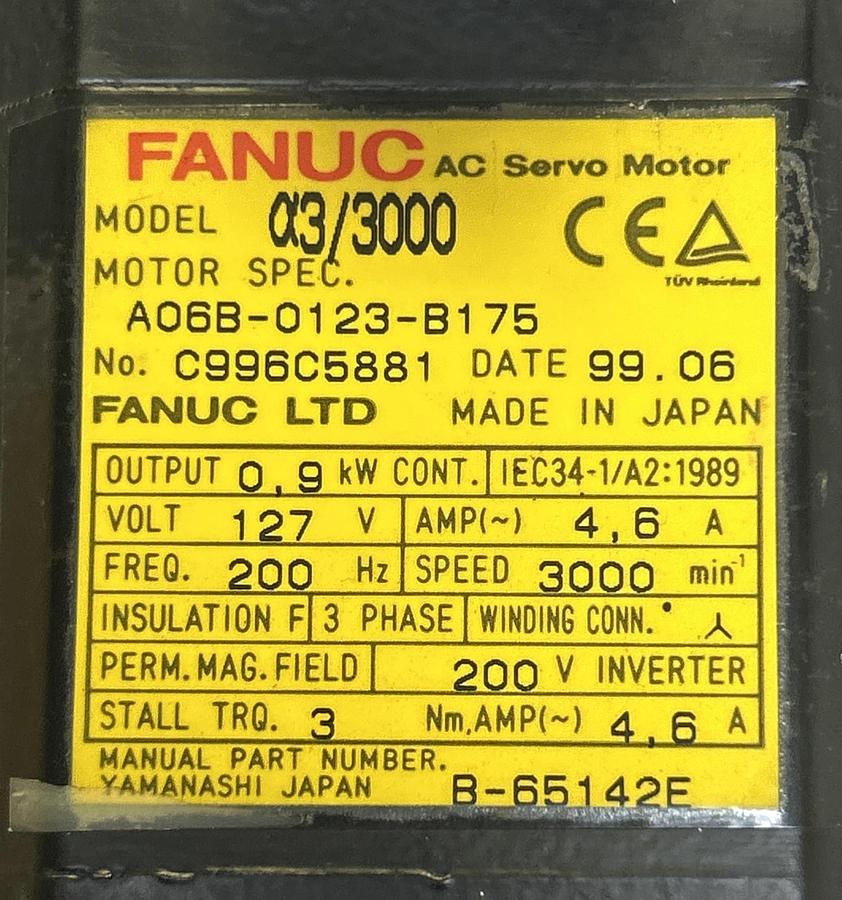 FANUC AC Servo Motor
MODEL α3/3000 CE
TÜV Rheinland
MOTOR SPEC.
A06B-0123-B175
No. C996C5881 DATE 99.06
FANUC LTD MADE IN JAPAN
OUTPUT 0,9 kW CONT. IEC34-1/A2:1989
VOLT 127 V AMP(~) 4,6 A
FREQ. 200 Hz SPEED 3000 min⁻¹
INSULATION F 3 PHASE WINDING CONN. ⅄
PERM.MAG.FIELD 200 V INVERTER
STALL TRQ. 3 Nm,AMP(~) 4,6 A
MANUAL PART NUMBER.
YAMANASHI JAPAN B-65142E